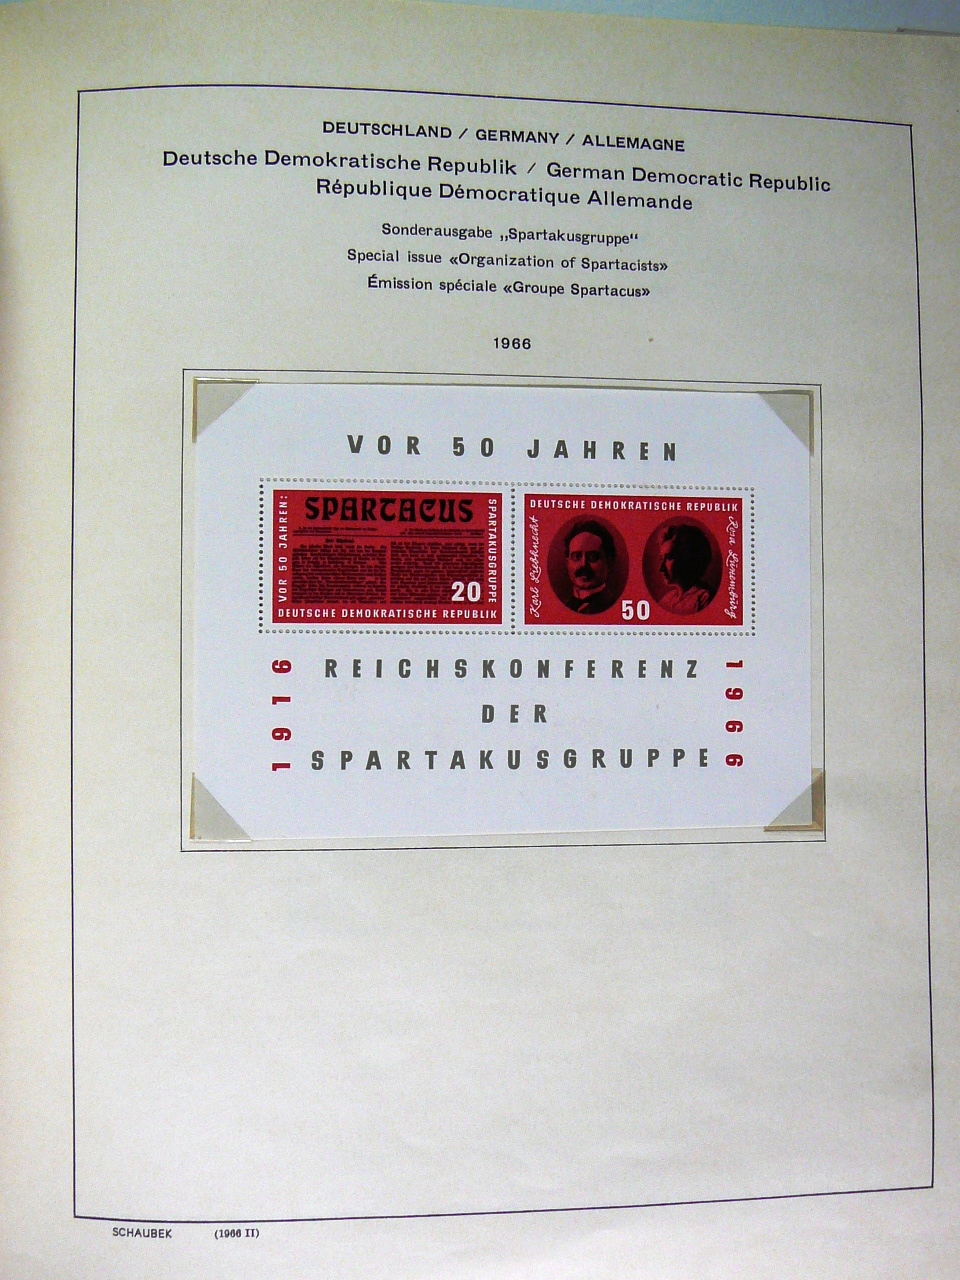 DEUTSCHLAND / GERMANY / ALLEMAGNE
Deutsche Demokratische Republik / German Democratic Republic
République Démocratique Allemande
Sonderausgabe „Spartakusgruppe“
Special issue «Organization of Spartacists»
Émission spéciale «Groupe Spartacus»
1966
VOR 50 JAHREN
VOR 50 JAHREN:
SPARTACUS
SPARTAKUSGRUPPE
20
DEUTSCHE DEMOKRATISCHE REPUBLIK
DEUTSCHE DEMOKRATISCHE REPUBLIK
Karl Liebknecht
Rosa Luxemburg
50
1916
REICHSKONFERENZ
DER
SPARTAKUSGRUPPE
1966
SCHAUBEK (1966 II)